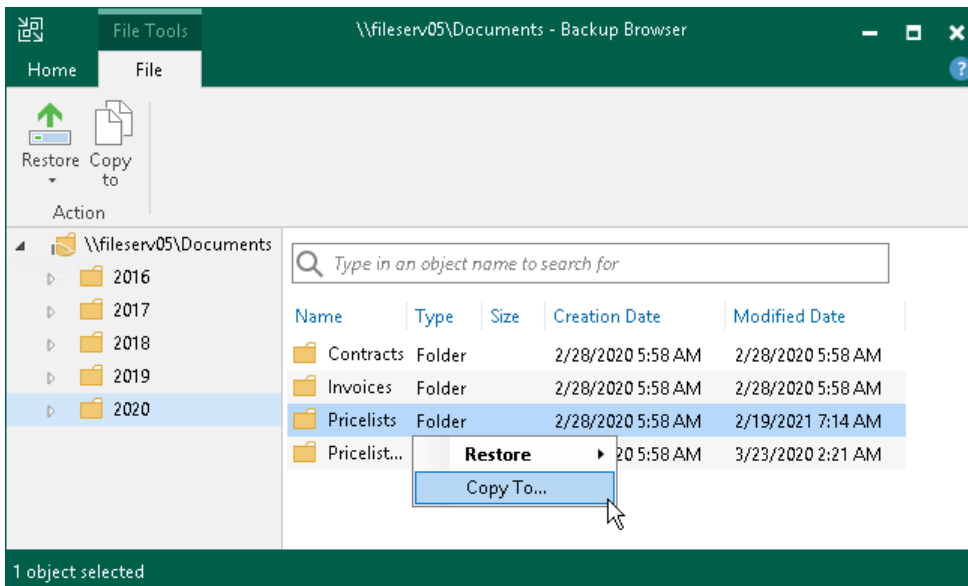 File Tools
\\fileserv05\Documents - Backup Browser
Home
File
?
Restore
Copy to
Action
\\fileserv05\Documents
2016
2017
2018
2019
2020
Type in an object name to search for
Name Type Size Creation Date Modified Date
Contracts Folder 2/28/2020 5:58 AM 2/28/2020 5:58 AM
Invoices Folder 2/28/2020 5:58 AM 2/28/2020 5:58 AM
Pricelists Folder 2/28/2020 5:58 AM 2/19/2021 7:14 AM
Pricelist... 20 5:58 AM 3/23/2020 2:21 AM
Restore
Copy To...
1 object selected